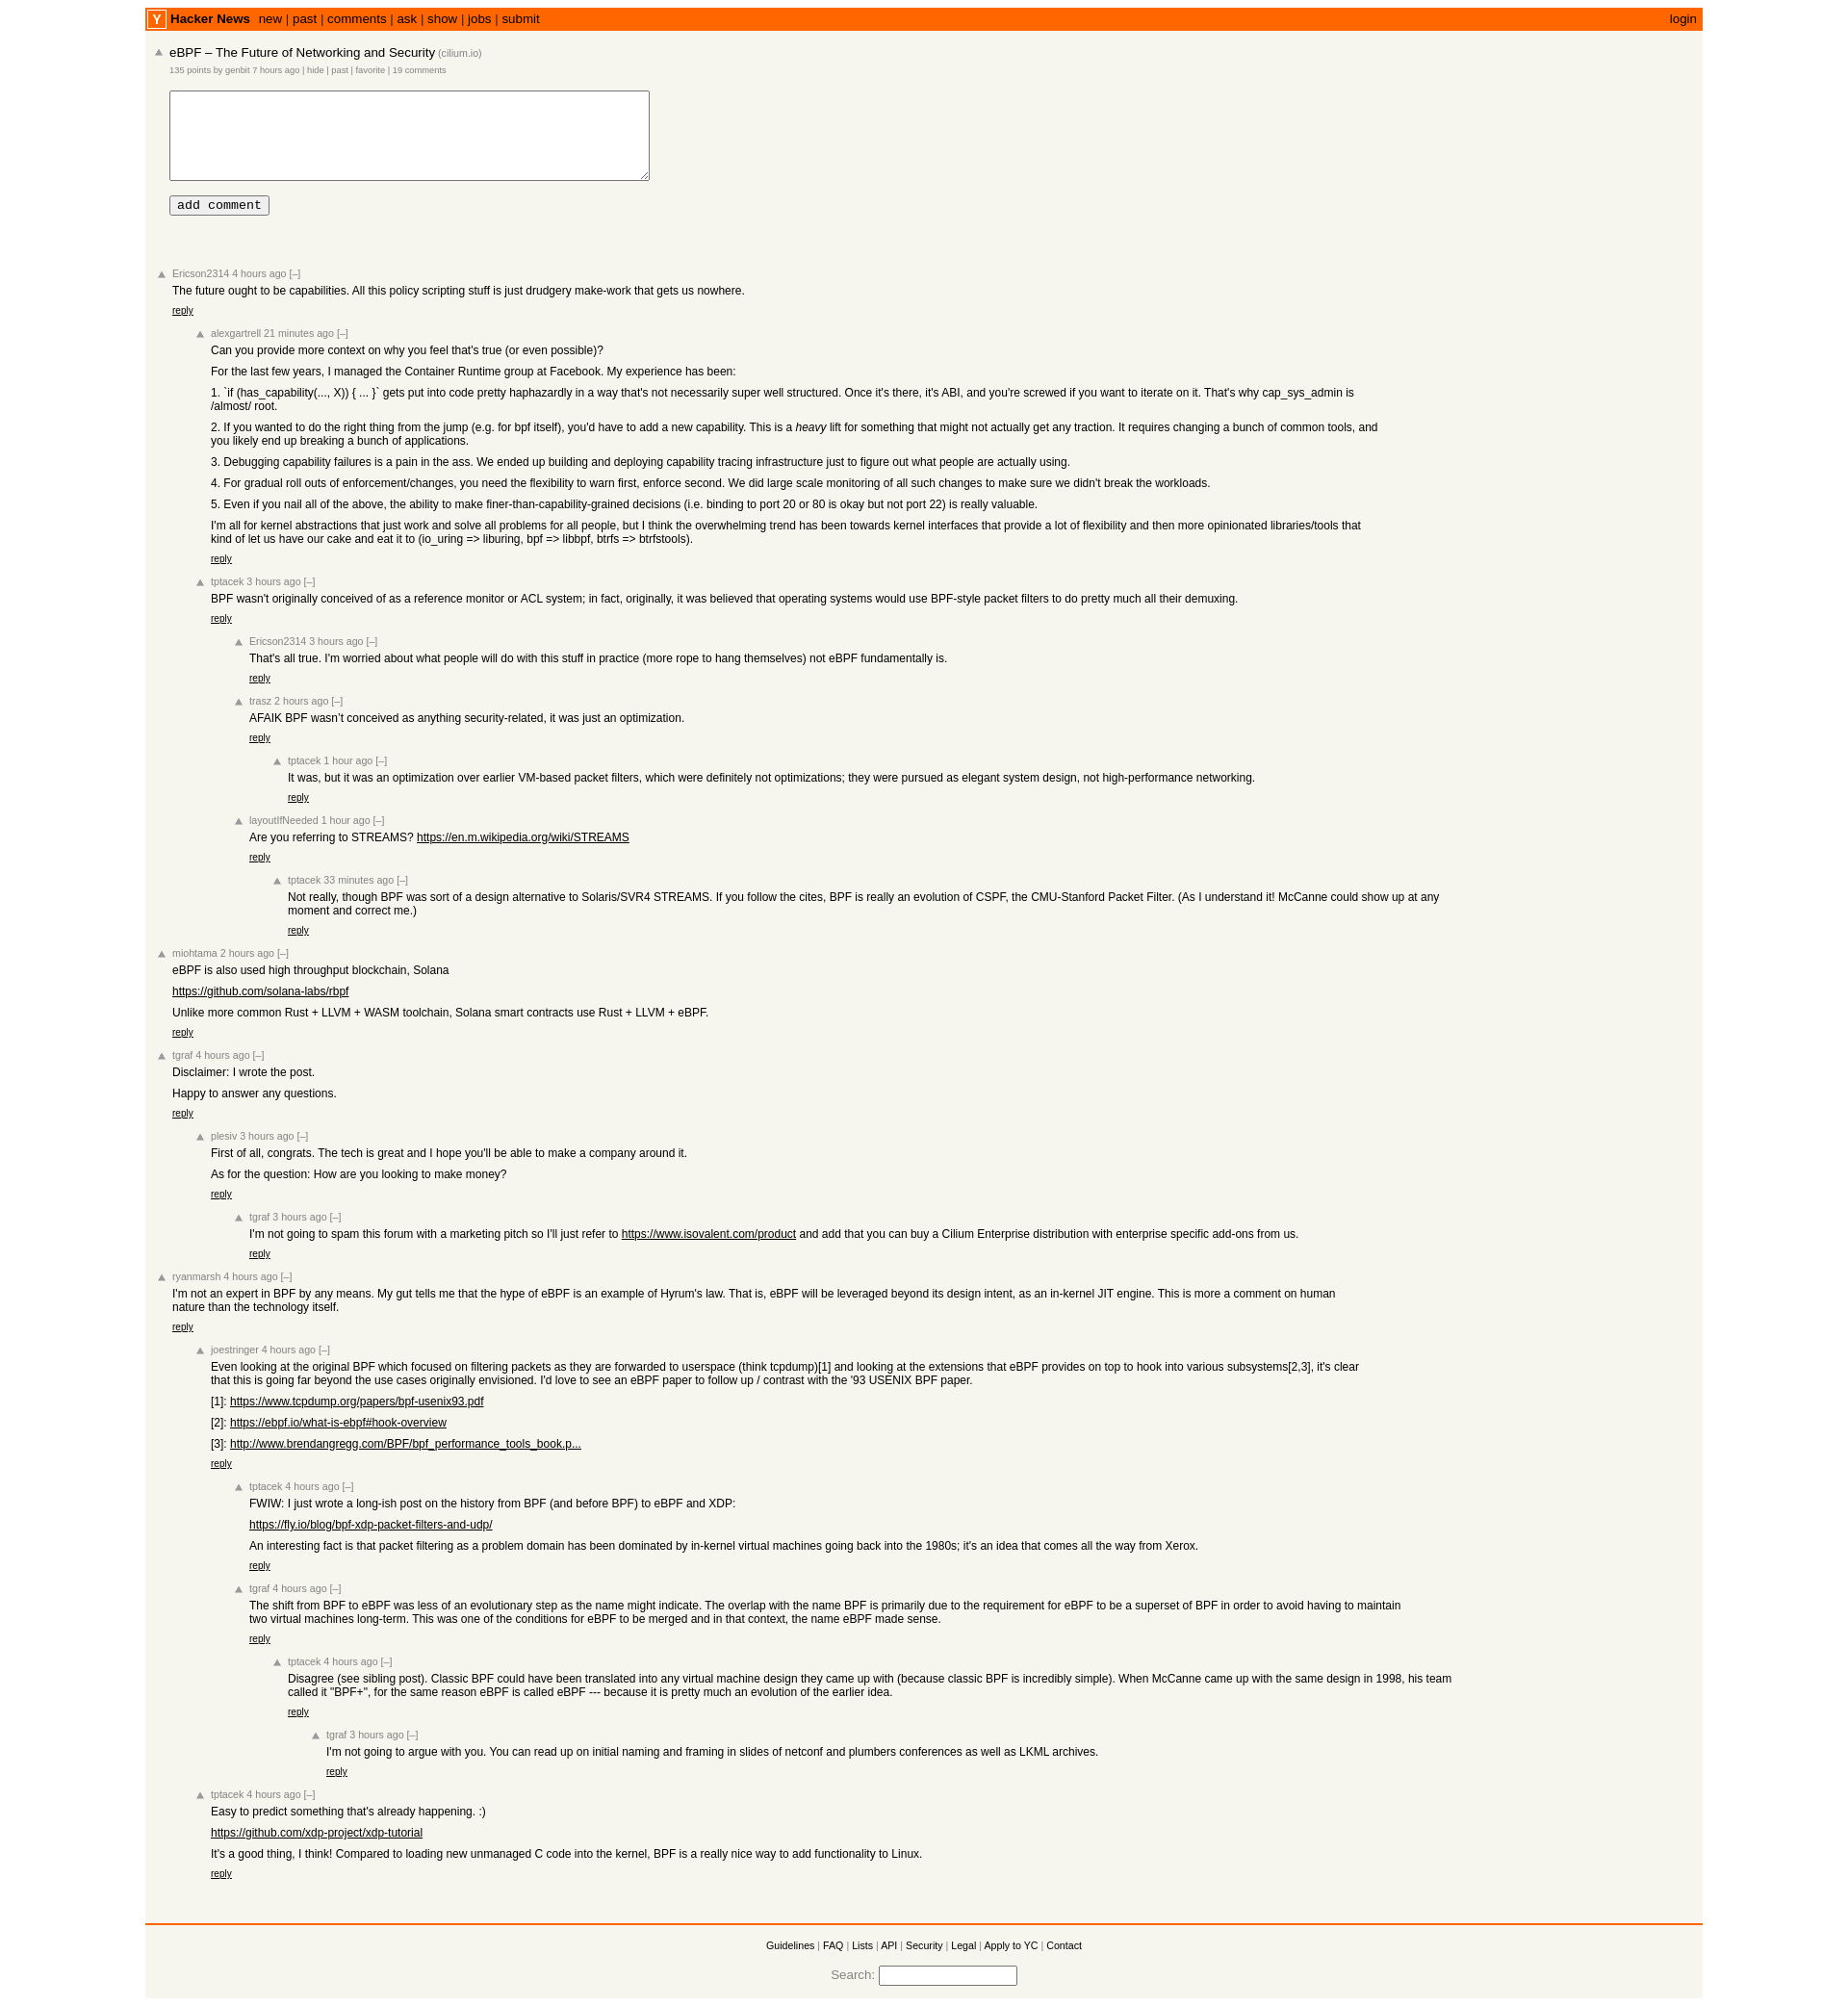 Y Hacker News new | past | comments | ask | show | jobs | submit login
eBPF – The Future of Networking and Security (cilium.io)
135 points by genbit 7 hours ago | hide | past | favorite | 19 comments
add comment
Ericson2314 4 hours ago [–]
The future ought to be capabilities. All this policy scripting stuff is just drudgery make-work that gets us nowhere.
reply
alexgartrell 21 minutes ago [–]
Can you provide more context on why you feel that's true (or even possible)?
For the last few years, I managed the Container Runtime group at Facebook. My experience has been:
1. `if (has_capability(..., X)) { ... }` gets put into code pretty haphazardly in a way that's not necessarily super well structured. Once it's there, it's ABI, and you're screwed if you want to iterate on it. That's why cap_sys_admin is
/almost/ root.
2. If you wanted to do the right thing from the jump (e.g. for bpf itself), you'd have to add a new capability. This is a heavy lift for something that might not actually get any traction. It requires changing a bunch of common tools, and
you likely end up breaking a bunch of applications.
3. Debugging capability failures is a pain in the ass. We ended up building and deploying capability tracing infrastructure just to figure out what people are actually using.
4. For gradual roll outs of enforcement/changes, you need the flexibility to warn first, enforce second. We did large scale monitoring of all such changes to make sure we didn't break the workloads.
5. Even if you nail all of the above, the ability to make finer-than-capability-grained decisions (i.e. binding to port 20 or 80 is okay but not port 22) is really valuable.
I'm all for kernel abstractions that just work and solve all problems for all people, but I think the overwhelming trend has been towards kernel interfaces that provide a lot of flexibility and then more opinionated libraries/tools that
kind of let us have our cake and eat it to (io_uring => liburing, bpf => libbpf, btrfs => btrfstools).
reply
tptacek 3 hours ago [–]
BPF wasn't originally conceived of as a reference monitor or ACL system; in fact, originally, it was believed that operating systems would use BPF-style packet filters to do pretty much all their demuxing.
reply
Ericson2314 3 hours ago [–]
That's all true. I'm worried about what people will do with this stuff in practice (more rope to hang themselves) not eBPF fundamentally is.
reply
trasz 2 hours ago [–]
AFAIK BPF wasn’t conceived as anything security-related, it was just an optimization.
reply
tptacek 1 hour ago [–]
It was, but it was an optimization over earlier VM-based packet filters, which were definitely not optimizations; they were pursued as elegant system design, not high-performance networking.
reply
layoutIfNeeded 1 hour ago [–]
Are you referring to STREAMS? https://en.m.wikipedia.org/wiki/STREAMS
reply
tptacek 33 minutes ago [–]
Not really, though BPF was sort of a design alternative to Solaris/SVR4 STREAMS. If you follow the cites, BPF is really an evolution of CSPF, the CMU-Stanford Packet Filter. (As I understand it! McCanne could show up at any
moment and correct me.)
reply
miohtama 2 hours ago [–]
eBPF is also used high throughput blockchain, Solana
https://github.com/solana-labs/rbpf
Unlike more common Rust + LLVM + WASM toolchain, Solana smart contracts use Rust + LLVM + eBPF.
reply
tgraf 4 hours ago [–]
Disclaimer: I wrote the post.
Happy to answer any questions.
reply
plesiv 3 hours ago [–]
First of all, congrats. The tech is great and I hope you'll be able to make a company around it.
As for the question: How are you looking to make money?
reply
tgraf 3 hours ago [–]
I'm not going to spam this forum with a marketing pitch so I'll just refer to https://www.isovalent.com/product and add that you can buy a Cilium Enterprise distribution with enterprise specific add-ons from us.
reply
ryanmarsh 4 hours ago [–]
I'm not an expert in BPF by any means. My gut tells me that the hype of eBPF is an example of Hyrum's law. That is, eBPF will be leveraged beyond its design intent, as an in-kernel JIT engine. This is more a comment on human
nature than the technology itself.
reply
joestringer 4 hours ago [–]
Even looking at the original BPF which focused on filtering packets as they are forwarded to userspace (think tcpdump)[1] and looking at the extensions that eBPF provides on top to hook into various subsystems[2,3], it's clear
that this is going far beyond the use cases originally envisioned. I'd love to see an eBPF paper to follow up / contrast with the '93 USENIX BPF paper.
[1]: https://www.tcpdump.org/papers/bpf-usenix93.pdf
[2]: https://ebpf.io/what-is-ebpf#hook-overview
[3]: http://www.brendangregg.com/BPF/bpf_performance_tools_book.p...
reply
tptacek 4 hours ago [–]
FWIW: I just wrote a long-ish post on the history from BPF (and before BPF) to eBPF and XDP:
https://fly.io/blog/bpf-xdp-packet-filters-and-udp/
An interesting fact is that packet filtering as a problem domain has been dominated by in-kernel virtual machines going back into the 1980s; it's an idea that comes all the way from Xerox.
reply
tgraf 4 hours ago [–]
The shift from BPF to eBPF was less of an evolutionary step as the name might indicate. The overlap with the name BPF is primarily due to the requirement for eBPF to be a superset of BPF in order to avoid having to maintain
two virtual machines long-term. This was one of the conditions for eBPF to be merged and in that context, the name eBPF made sense.
reply
tptacek 4 hours ago [–]
Disagree (see sibling post). Classic BPF could have been translated into any virtual machine design they came up with (because classic BPF is incredibly simple). When McCanne came up with the same design in 1998, his team
called it "BPF+", for the same reason eBPF is called eBPF --- because it is pretty much an evolution of the earlier idea.
reply
tgraf 3 hours ago [–]
I'm not going to argue with you. You can read up on initial naming and framing in slides of netconf and plumbers conferences as well as LKML archives.
reply
tptacek 4 hours ago [–]
Easy to predict something that's already happening. :)
https://github.com/xdp-project/xdp-tutorial
It's a good thing, I think! Compared to loading new unmanaged C code into the kernel, BPF is a really nice way to add functionality to Linux.
reply
Guidelines | FAQ | Lists | API | Security | Legal | Apply to YC | Contact
Search: